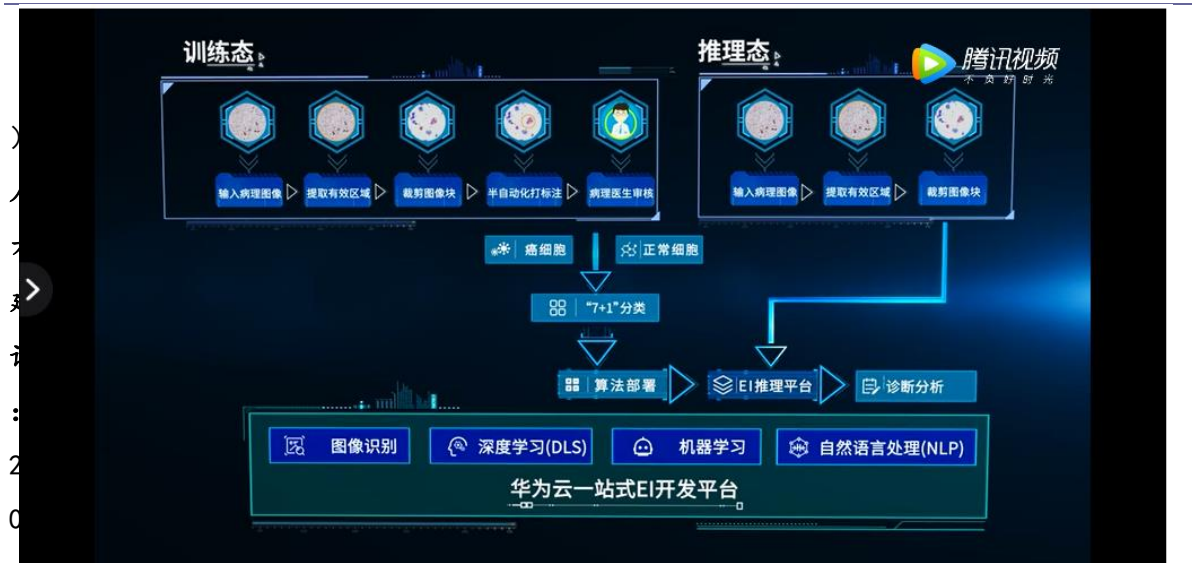 训练态
推理态
腾讯视频
不负好时光
输入病理图像
提取有效区域
裁剪图像块
半自动化打标注
病理医生审核
输入病理图像
提取有效区域
裁剪图像块
癌细胞
正常细胞
“7+1”分类
算法部署
EI推理平台
诊断分析
图像识别
深度学习(DLS)
机器学习
自然语言处理(NLP)
华为云一站式EI开发平台